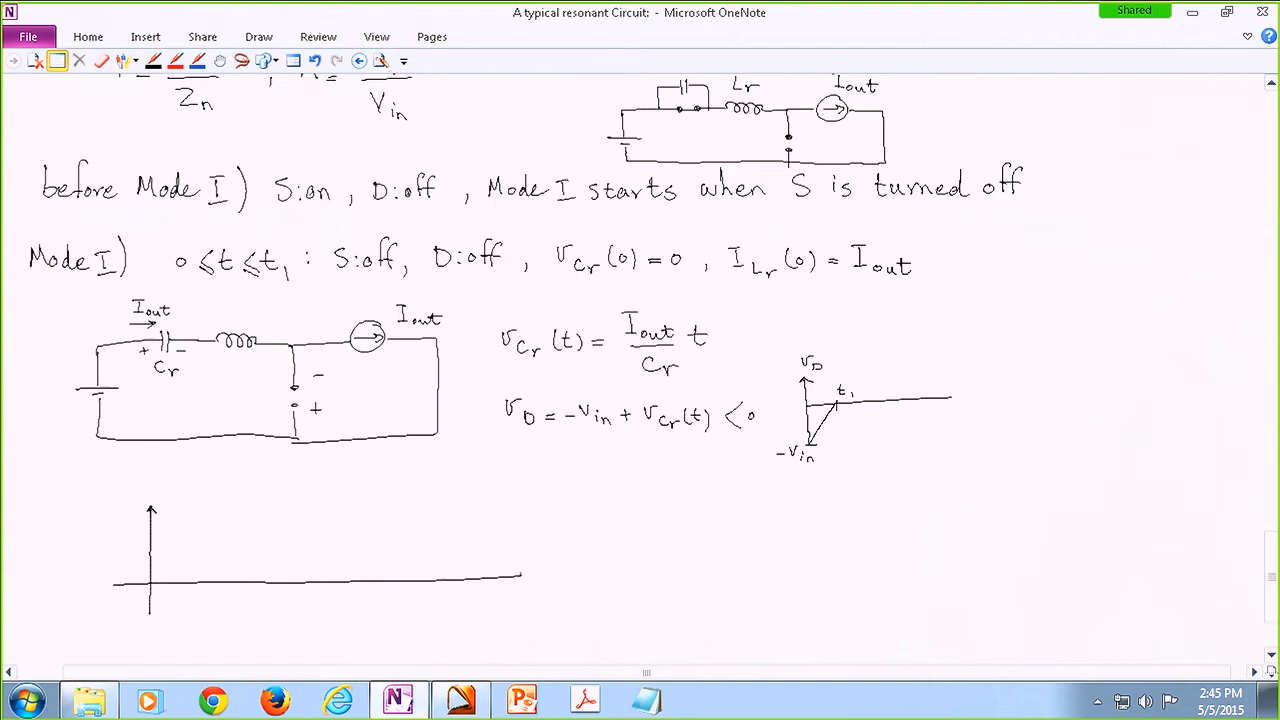 A typical resonant Circuit: - Microsoft OneNote
Shared
File Home Insert Share Draw Review View Pages
Zn , Vin
Lr Iout
before Mode I) S:on , D:off , Mode I starts when S is turned off
Mode I) 0 ≤ t ≤ t1 : S:off, D:off , vCr(0) = 0 , ILr(0) = Iout
Iout
+ - Cr
Iout
- +
vCr(t) = Iout/Cr t
vD = -Vin + vCr(t) < 0
vD
t1
-Vin
2:45 PM
5/5/2015